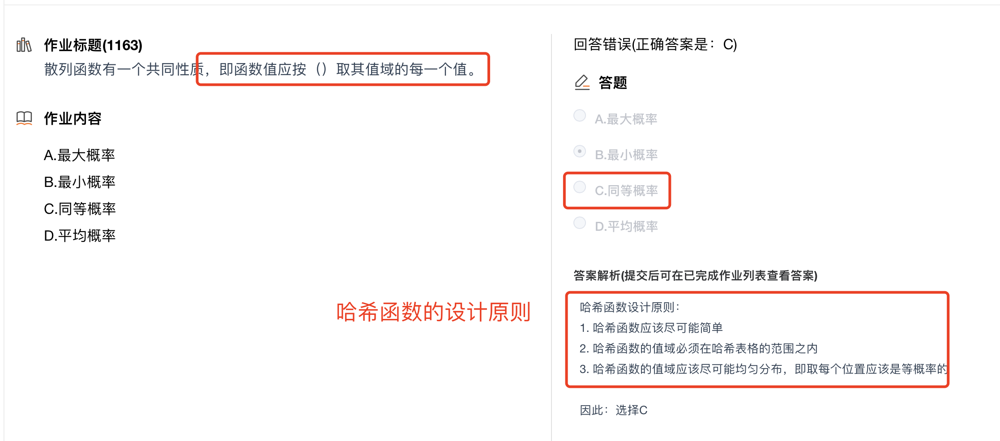 作业标题(1163)
散列函数有一个共同性质，即函数值应按（）取其值域的每一个值。
作业内容
A.最大概率
B.最小概率
C.同等概率
D.平均概率
哈希函数的设计原则
回答错误(正确答案是：C)
答题
A.最大概率
B.最小概率
C.同等概率
D.平均概率
答案解析(提交后可在已完成作业列表查看答案)
哈希函数设计原则：
1. 哈希函数应该尽可能简单
2. 哈希函数的值域必须在哈希表格的范围之内
3. 哈希函数的值域应该尽可能均匀分布，即取每个位置应该是等概率的
因此：选择C